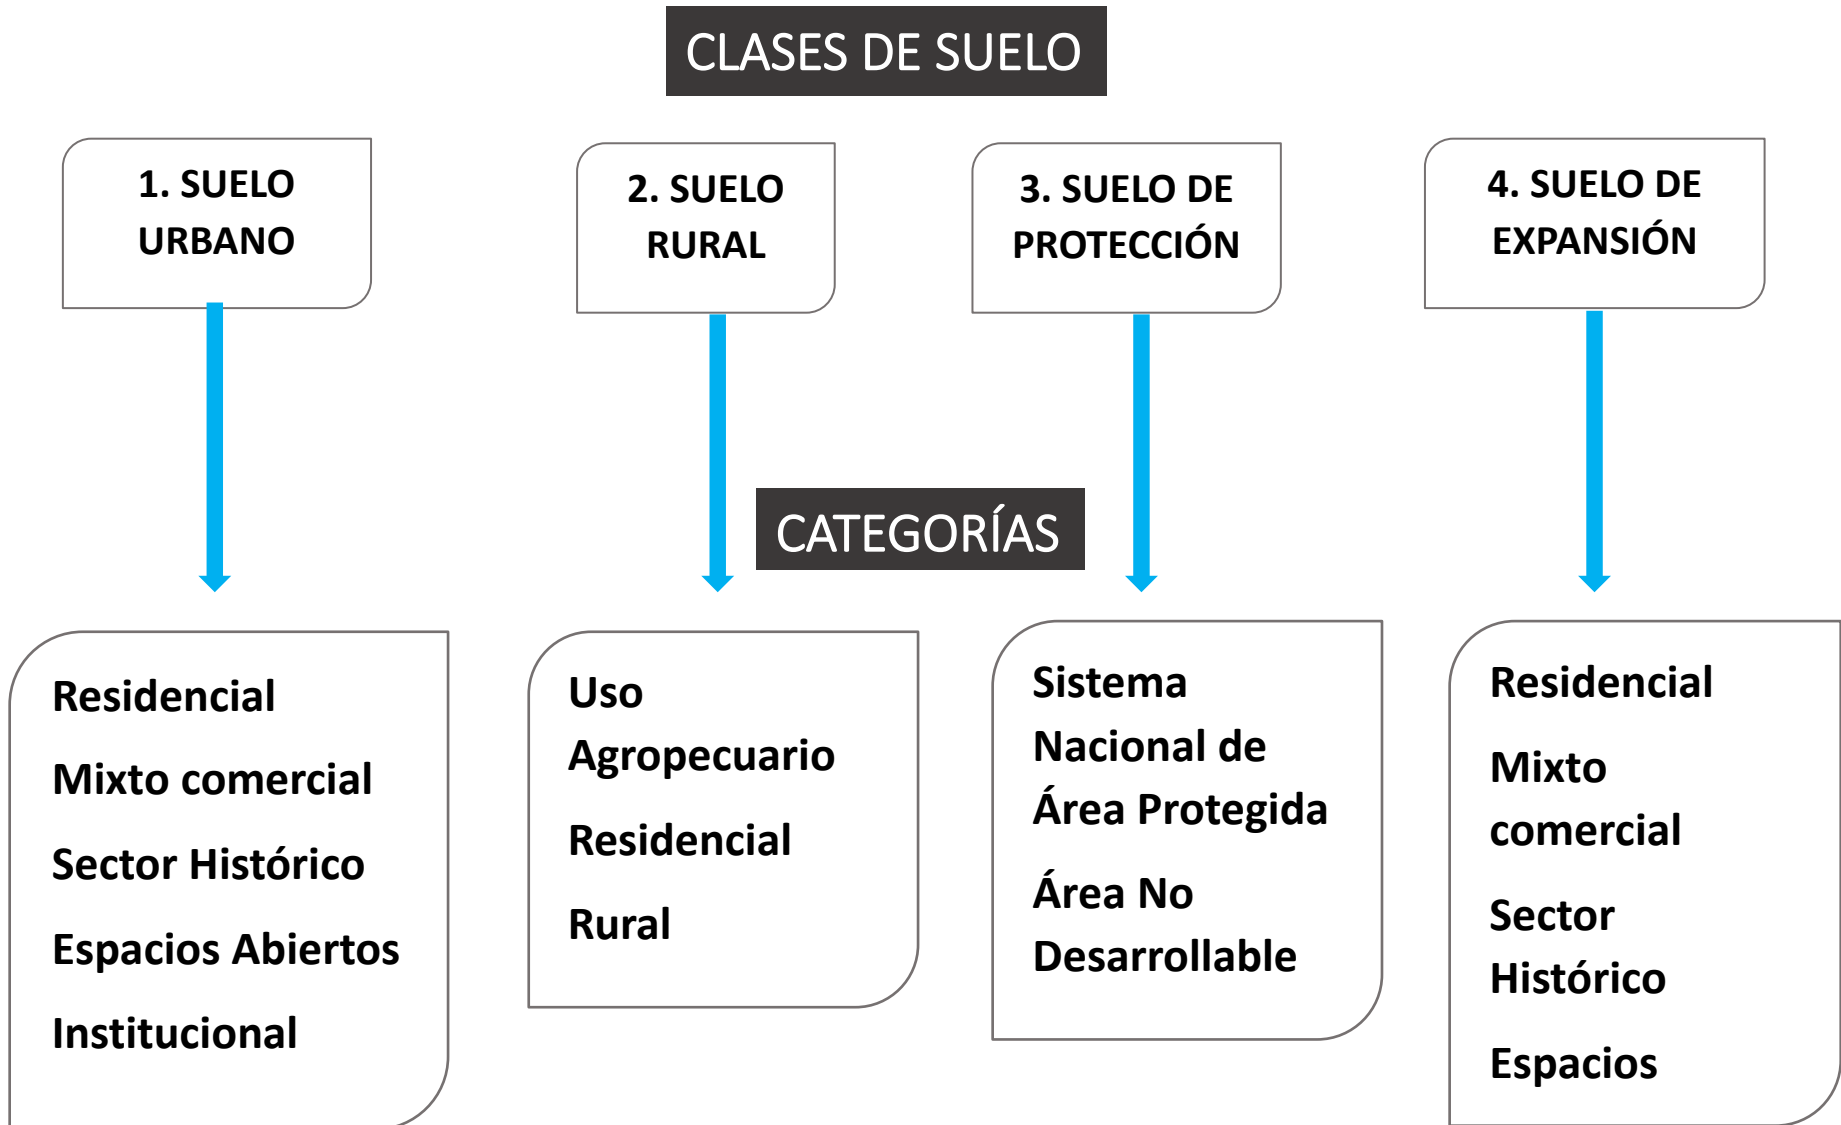 CLASES DE SUELO
1. SUELO
URBANO
2. SUELO
RURAL
3. SUELO DE
PROTECCIÓN
4. SUELO DE
EXPANSIÓN
CATEGORÍAS
Residencial
Mixto comercial
Sector Histórico
Espacios Abiertos
Institucional
Uso
Agropecuario
Residencial
Rural
Sistema
Nacional de
Área Protegida
Área No
Desarrollable
Residencial
Mixto
comercial
Sector
Histórico
Espacios